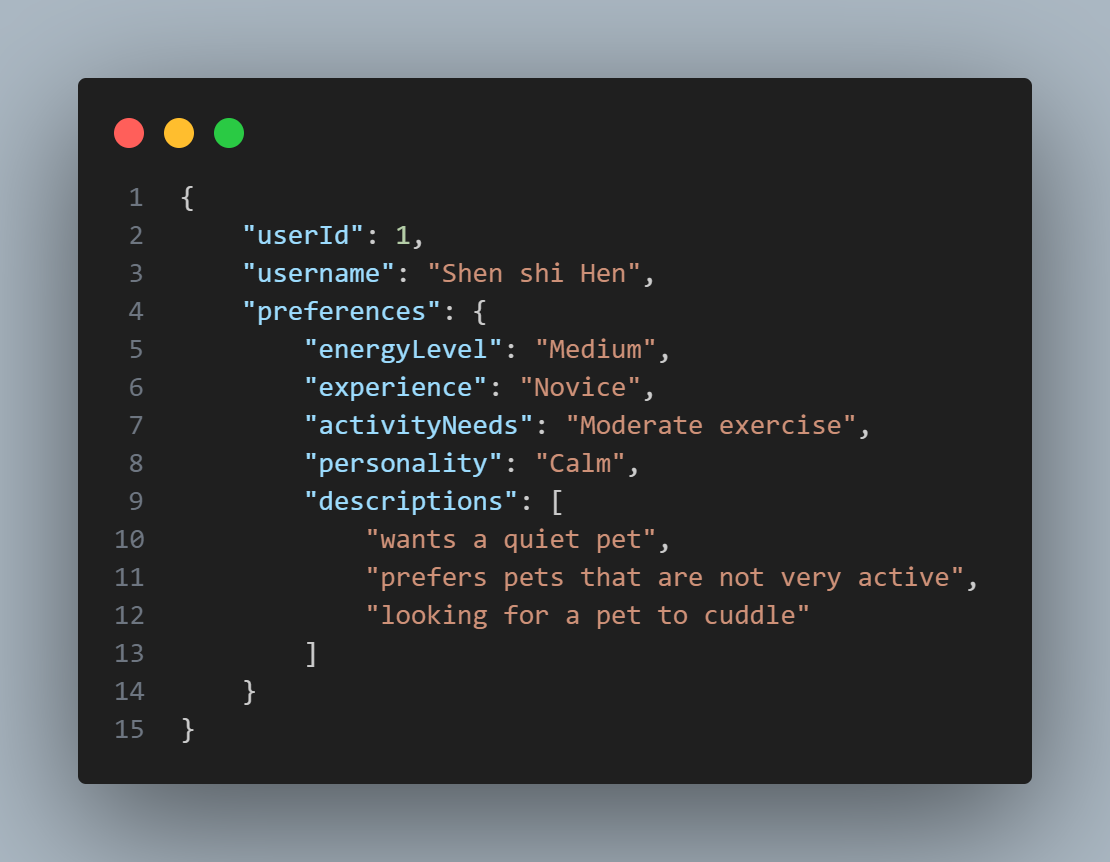 1 {
2     "userId": 1,
3     "username": "Shen shi Hen",
4     "preferences": {
5         "energyLevel": "Medium",
6         "experience": "Novice",
7         "activityNeeds": "Moderate exercise",
8         "personality": "Calm",
9         "descriptions": [
10             "wants a quiet pet",
11             "prefers pets that are not very active",
12             "looking for a pet to cuddle"
13         ]
14     }
15 }